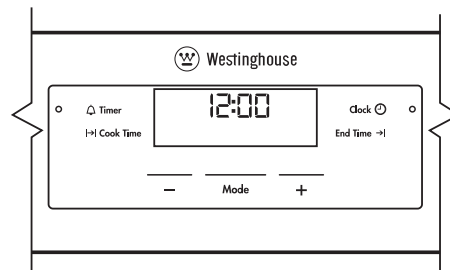 Westinghouse
12:00
Timer
Clock
Cook Time
End Time
− Mode +